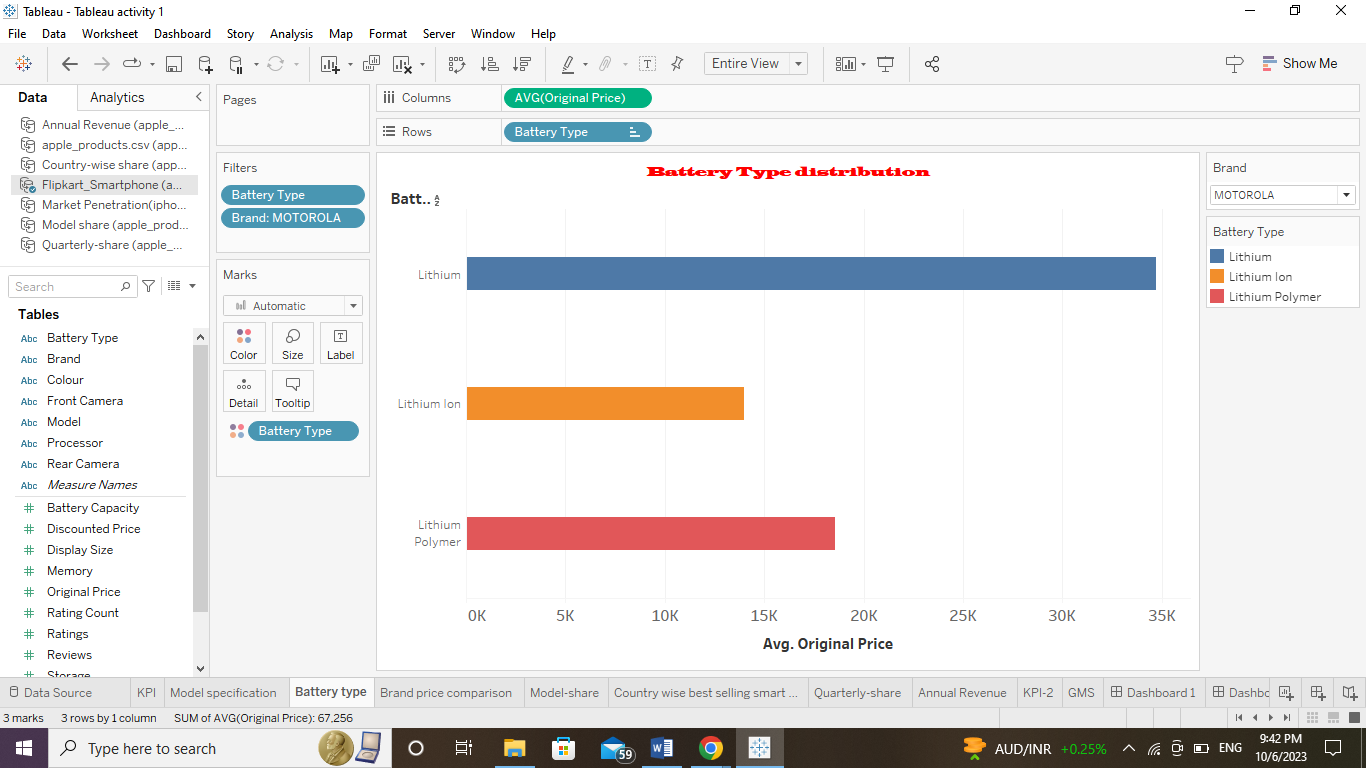 Tableau - Tableau activity 1
File Data Worksheet Dashboard Story Analysis Map Format Server Window Help
Entire View
Show Me
Data Analytics
Annual Revenue (apple_...
apple_products.csv (app...
Country-wise share (app...
Flipkart_Smartphone (a...
Market Penetration(ipho...
Model share (apple_prod...
Quarterly-share (apple_...
Search
Tables
Abc Battery Type
Abc Brand
Abc Colour
Abc Front Camera
Abc Model
Abc Processor
Abc Rear Camera
Abc Measure Names
# Battery Capacity
# Discounted Price
# Display Size
# Memory
# Original Price
# Rating Count
# Ratings
# Reviews
Storage
Pages
Filters
Battery Type
Brand: MOTOROLA
Marks
Automatic
Color Size Label
Detail Tooltip
Battery Type
Columns AVG(Original Price)
Rows Battery Type
Battery Type distribution
Batt..
Lithium
Lithium Ion
Lithium
Polymer
0K 5K 10K 15K 20K 25K 30K 35K
Avg. Original Price
Brand
MOTOROLA
Battery Type
Lithium
Lithium Ion
Lithium Polymer
Data Source KPI Model specification Battery type Brand price comparison Model-share Country wise best selling smart ... Quarterly-share Annual Revenue KPI-2 GMS Dashboard 1 Dashbc
3 marks 3 rows by 1 column SUM of AVG(Original Price): 67,256
Type here to search
59
AUD/INR +0.25%
ENG
9:42 PM
10/6/2023